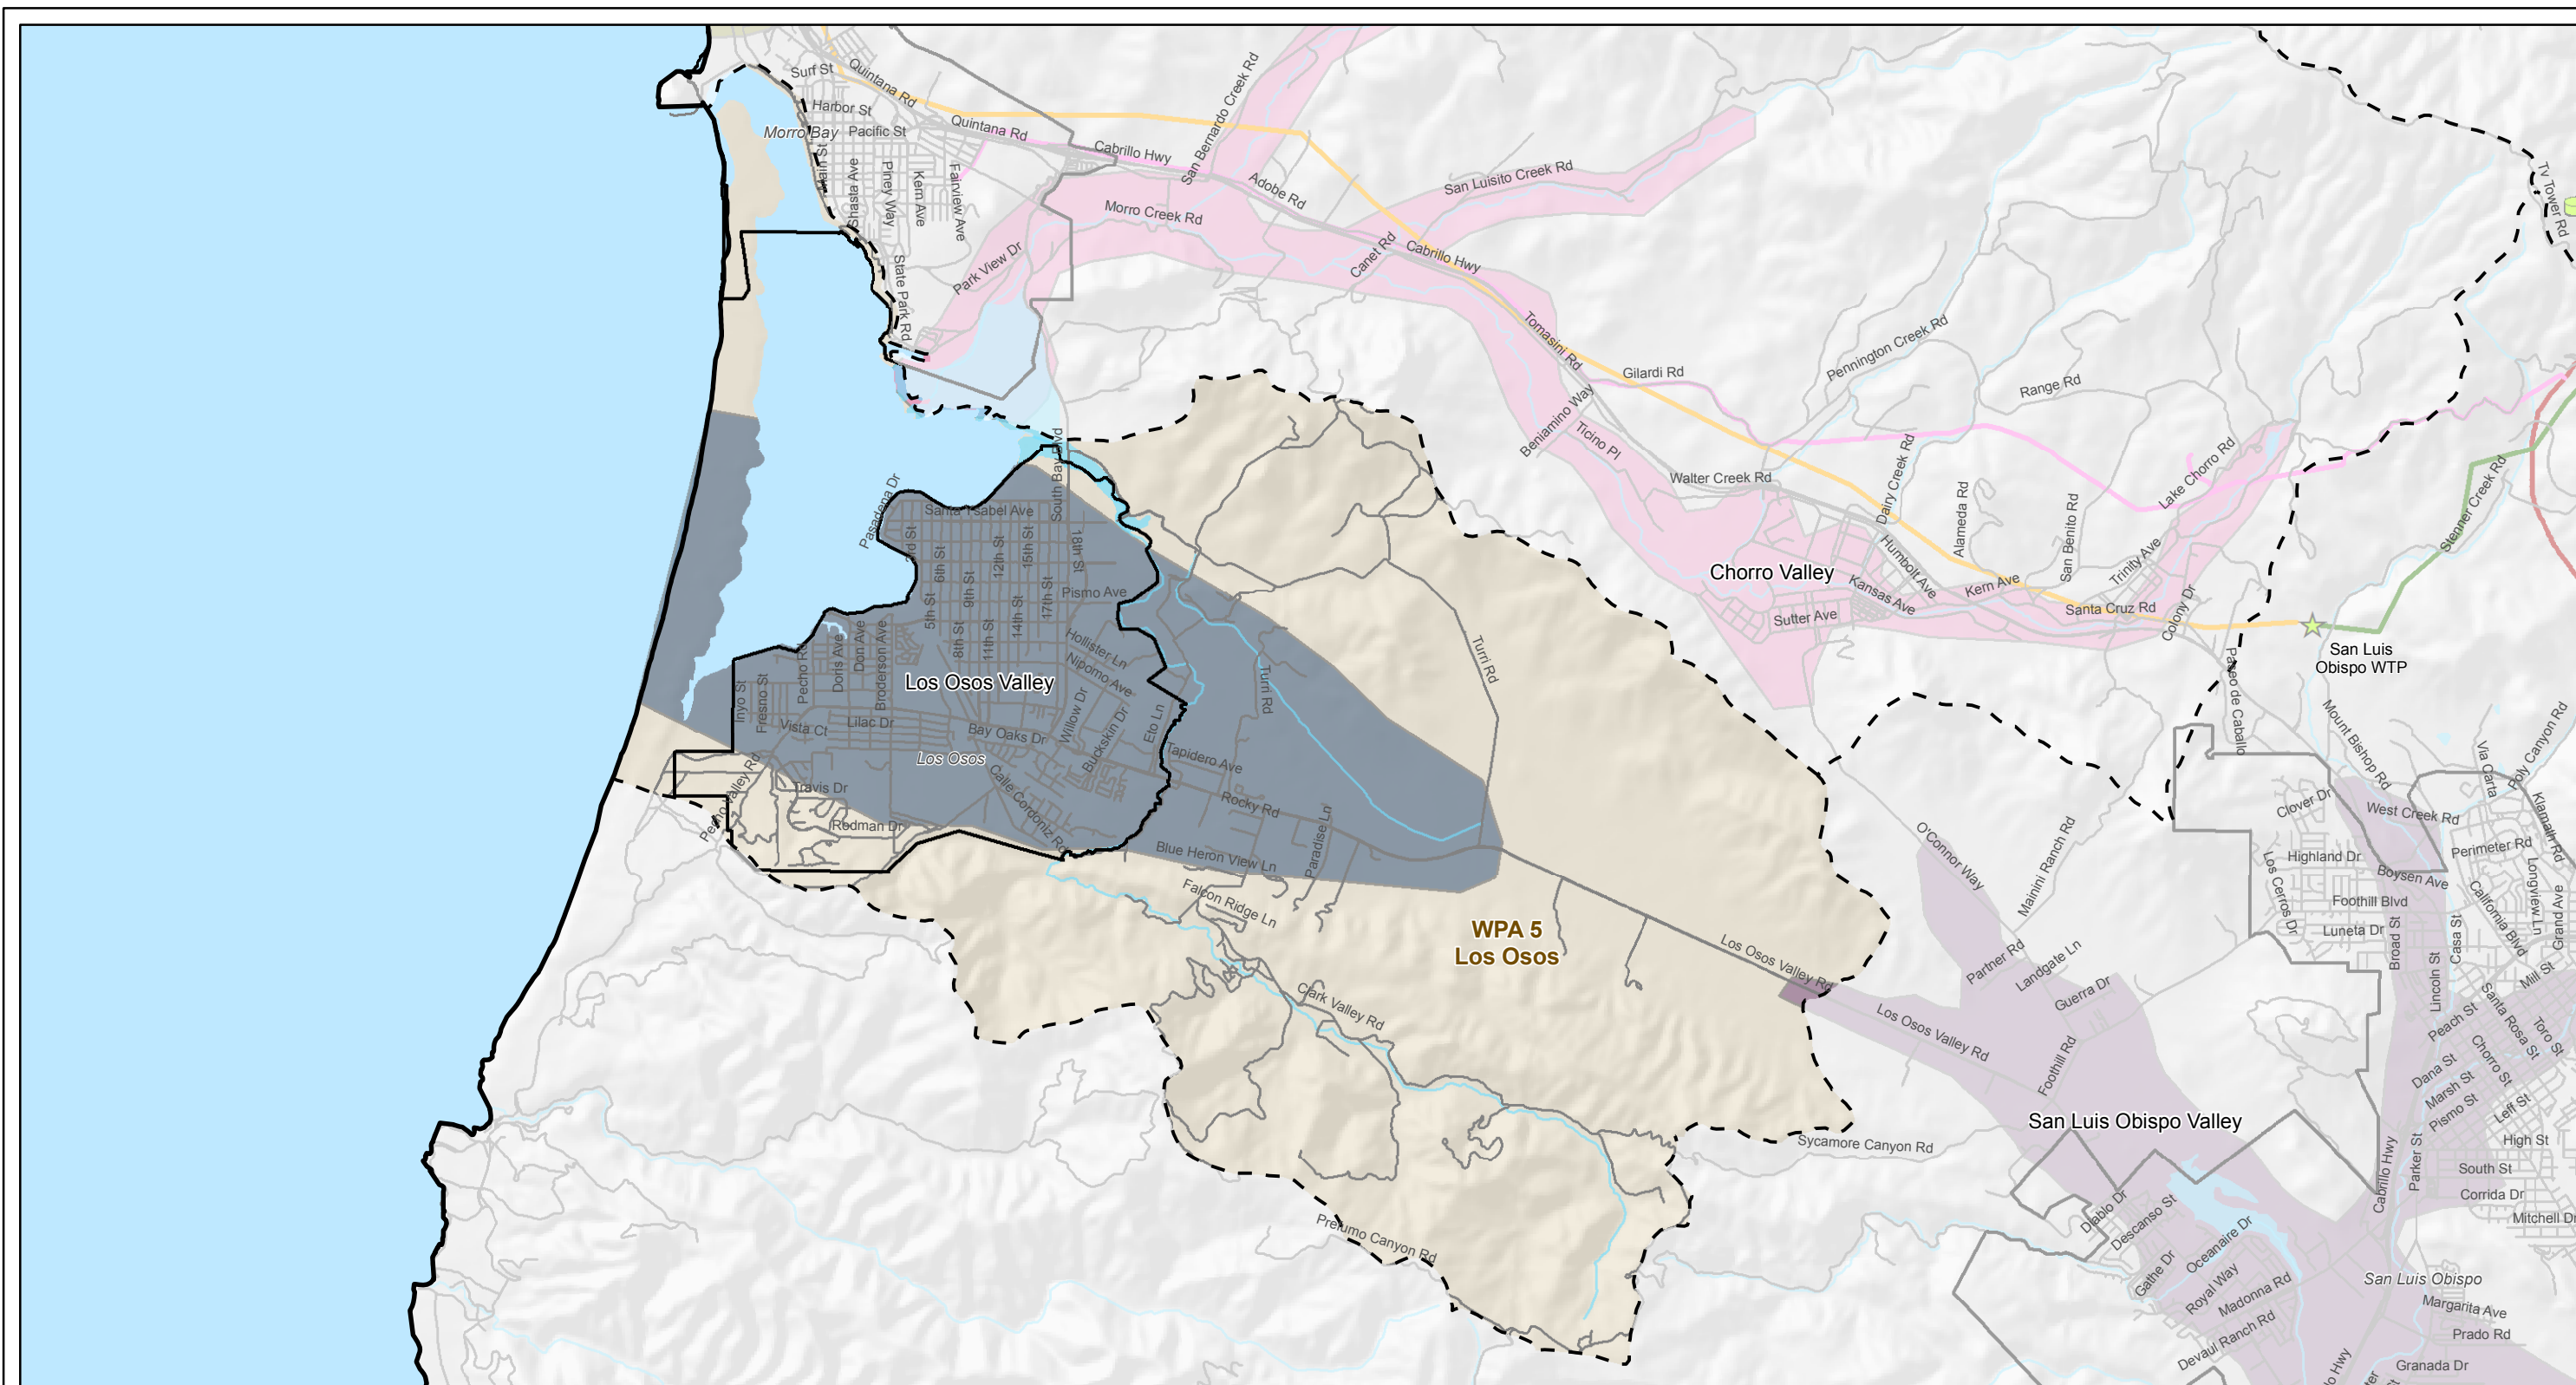 Surf St
Quintana Rd
Harbor St
Morro Bay
Pacific St
Quintana Rd
Main St
Shasta Ave
Piney Way
Kern Ave
Fairview Ave
Cabrillo Hwy
San Bernardo Creek Rd
Adobe Rd
San Luisito Creek Rd
Morro Creek Rd
Tv Tower Rd
State Park Rd
Park View Dr
Canet Rd
Cabrillo Hwy
Tomasini Rd
Gilardi Rd
Pennington Creek Rd
Range Rd
Beniamino Way
Ticino Pl
Walter Creek Rd
Dairy Creek Rd
Lake Chorro Rd
Alameda Rd
San Benito Rd
Stenner Creek Rd
South Bay Blvd
Pasadena Dr
Santa Ysabel Ave
3rd St
6th St
12th St
15th St
18th St
9th St
17th St
Pismo Ave
5th St
14th St
8th St
11th St
Chorro Valley
Humbolt Ave
Kansas Ave
Kern Ave
Trinity Ave
Sutter Ave
Santa Cruz Rd
Colony Dr
San Luis
Obispo WTP
Pecho Rd
Doris Ave
Don Ave
Broderson Ave
Hollister Ln
Nipomo Ave
Turri Rd
Turri Rd
Los Osos Valley
Inyo St
Fresno St
Vista Ct
Lilac Dr
Bay Oaks Dr
Willow Dr
Buckskin Dr
Eto Ln
Tapidero Ave
Los Osos
Paseo de Caballo
Mount Bishop Rd
Via Carta
Poly Canyon Rd
Pecho Valley Rd
Travis Dr
Rodman Dr
Calle Cordoniz Rd
Rocky Rd
Paradise Ln
Blue Heron View Ln
Falcon Ridge Ln
Clover Dr
West Creek Rd
Klamath Rd
Perimeter Rd
Highland Dr
Boysen Ave
Los Cerros Dr
Foothill Blvd
Luneta Dr
Longview Ln
Grand Ave
California Blvd
Broad St
Casa St
O'Connor Way
Mainini Ranch Rd
WPA 5
Los Osos
Los Osos Valley Rd
Partner Rd
Landgate Ln
Guerra Dr
Lincoln St
Mill St
Clark Valley Rd
Los Osos Valley Rd
Foothill Rd
Peach St
Santa Rosa St
Toro St
Chorro St
Dana St
Marsh St
Pismo St
Leff St
San Luis Obispo Valley
Sycamore Canyon Rd
High St
South St
Corrida Dr
Mitchell Dr
Cabrillo Hwy
Parker St
Prefumo Canyon Rd
Diablo Dr
Descanso St
Oceanaire Dr
Gathe Dr
Royal Way
Madonna Rd
San Luis Obispo
Margarita Ave
Prado Rd
Devaul Ranch Rd
Granada Dr